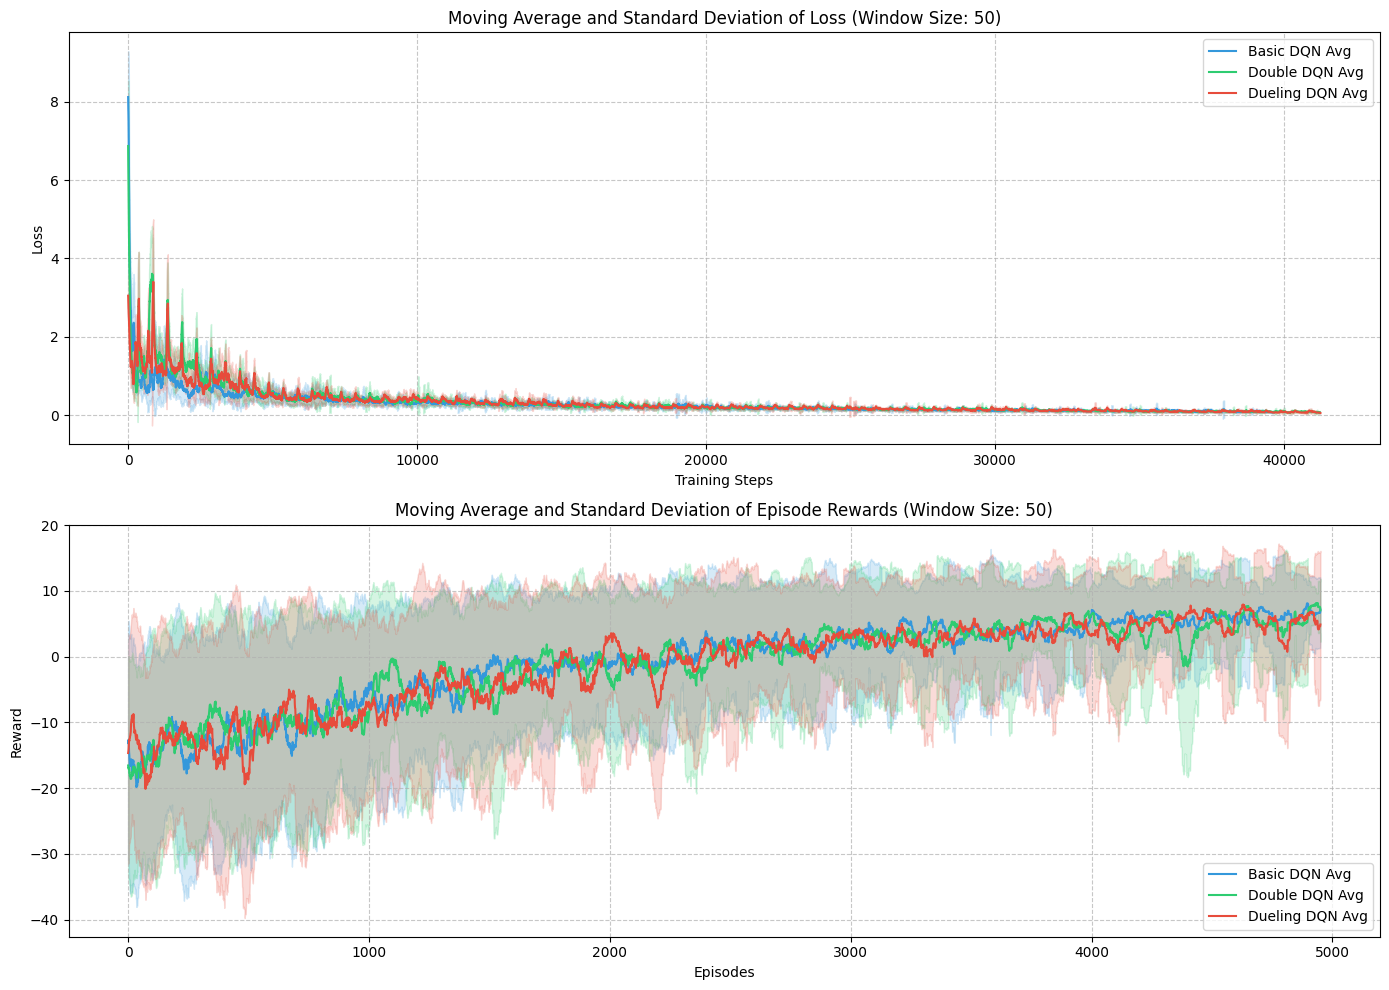 Moving Average and Standard Deviation of Loss (Window Size: 50)
Basic DQN Avg
Double DQN Avg
Dueling DQN Avg
8
6
4
2
0
Loss
0 10000 20000 30000 40000
Training Steps
Moving Average and Standard Deviation of Episode Rewards (Window Size: 50)
20
10
0
−10
−20
−30
−40
Reward
Basic DQN Avg
Double DQN Avg
Dueling DQN Avg
0 1000 2000 3000 4000 5000
Episodes